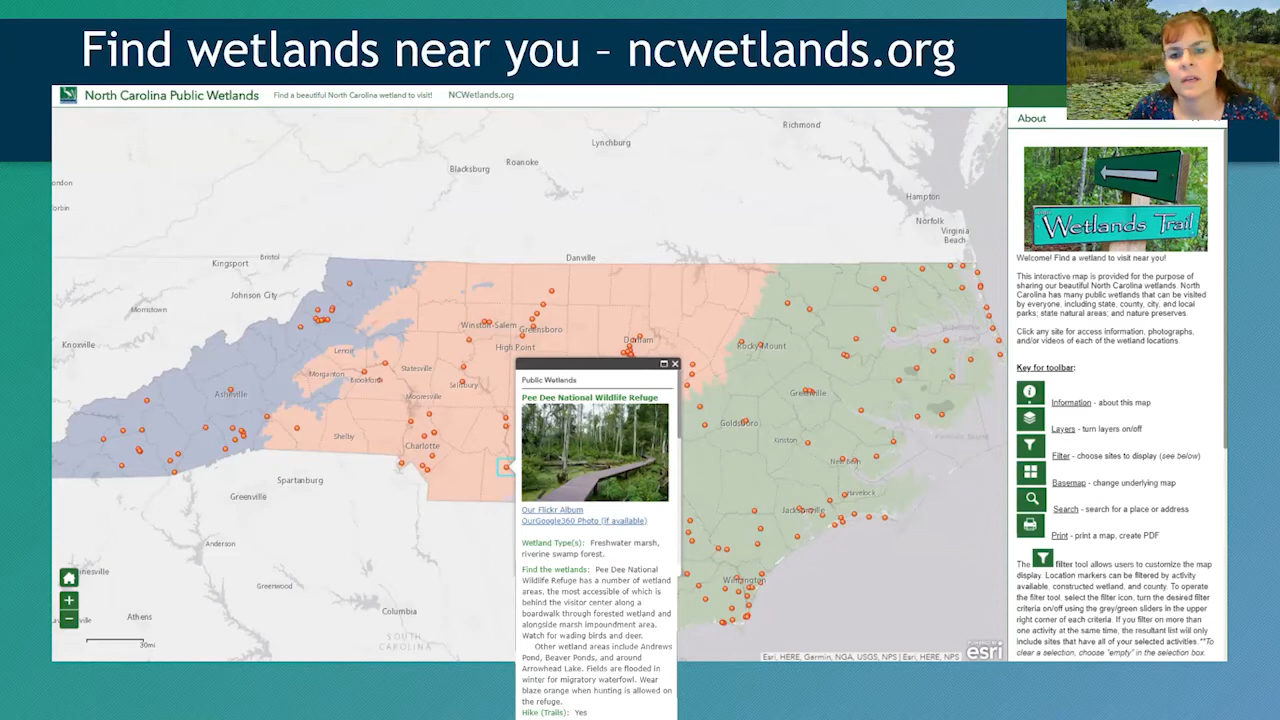 Find wetlands near you – ncwetlands.org
North Carolina Public Wetlands
Find a beautiful North Carolina wetland to visit!
NCWetlands.org
About
Richmond
Lynchburg
Roanoke
Blacksburg
Hampton
Norfolk
Virginia
Beach
Danville
Bristol
Kingsport
Johnson City
Morristown
Knoxville
Winston-Salem
Greensboro
High Point
Durham
Rocky Mount
Lenoir
Morganton
Statesville
Salisbury
Mooresville
Asheville
Greenville
Goldsboro
Kinston
Shelby
Charlotte
New Bern
Havelock
Spartanburg
Greenville
Jacksonville
Anderson
Wilmington
Greenwood
Athens
Columbia
SOUTH
CAROLINA
30mi
Esri, HERE, Garmin, NGA, USGS, NPS | Esri, HERE, NPS
POWERED BY
esri
Public Wetlands
Pee Dee National Wildlife Refuge
Our Flickr Album
OurGoogle360 Photo (if available)
Wetland Type(s): Freshwater marsh,
riverine swamp forest.
Find the wetlands: Pee Dee National
Wildlife Refuge has a number of wetland
areas, the most accessible of which is
behind the visitor center along a
boardwalk through forested wetland and
alongside marsh impoundment area.
Watch for wading birds and deer.
Other wetland areas include Andrews
Pond, Beaver Ponds, and around
Arrowhead Lake. Fields are flooded in
winter for migratory waterfowl. Wear
blaze orange when hunting is allowed on
the refuge.
Hike (Trails): Yes
Wetlands Trail
Welcome! Find a wetland to visit near you!
This interactive map is provided for the purpose of
sharing our beautiful North Carolina wetlands. North
Carolina has many public wetlands that can be visited
by everyone, including state, county, city, and local
parks; state natural areas; and nature preserves.
Click any site for access information, photographs,
and/or videos of each of the wetland locations.
Key for toolbar:
Information - about this map
Layers - turn layers on/off
Filter - choose sites to display (see below)
Basemap - change underlying map
Search - search for a place or address
Print - print a map, create PDF
The filter tool allows users to customize the map
display. Location markers can be filtered by activity
available, constructed wetland, and county. To operate
the filter tool, select the filter icon, turn the desired filter
criteria on/off using the grey/green sliders in the upper
right corner of each criteria. If you filter on more than
one activity at the same time, the resultant list will only
include sites that have all of your selected activities.**To
clear a selection, choose "empty" in the selection box.